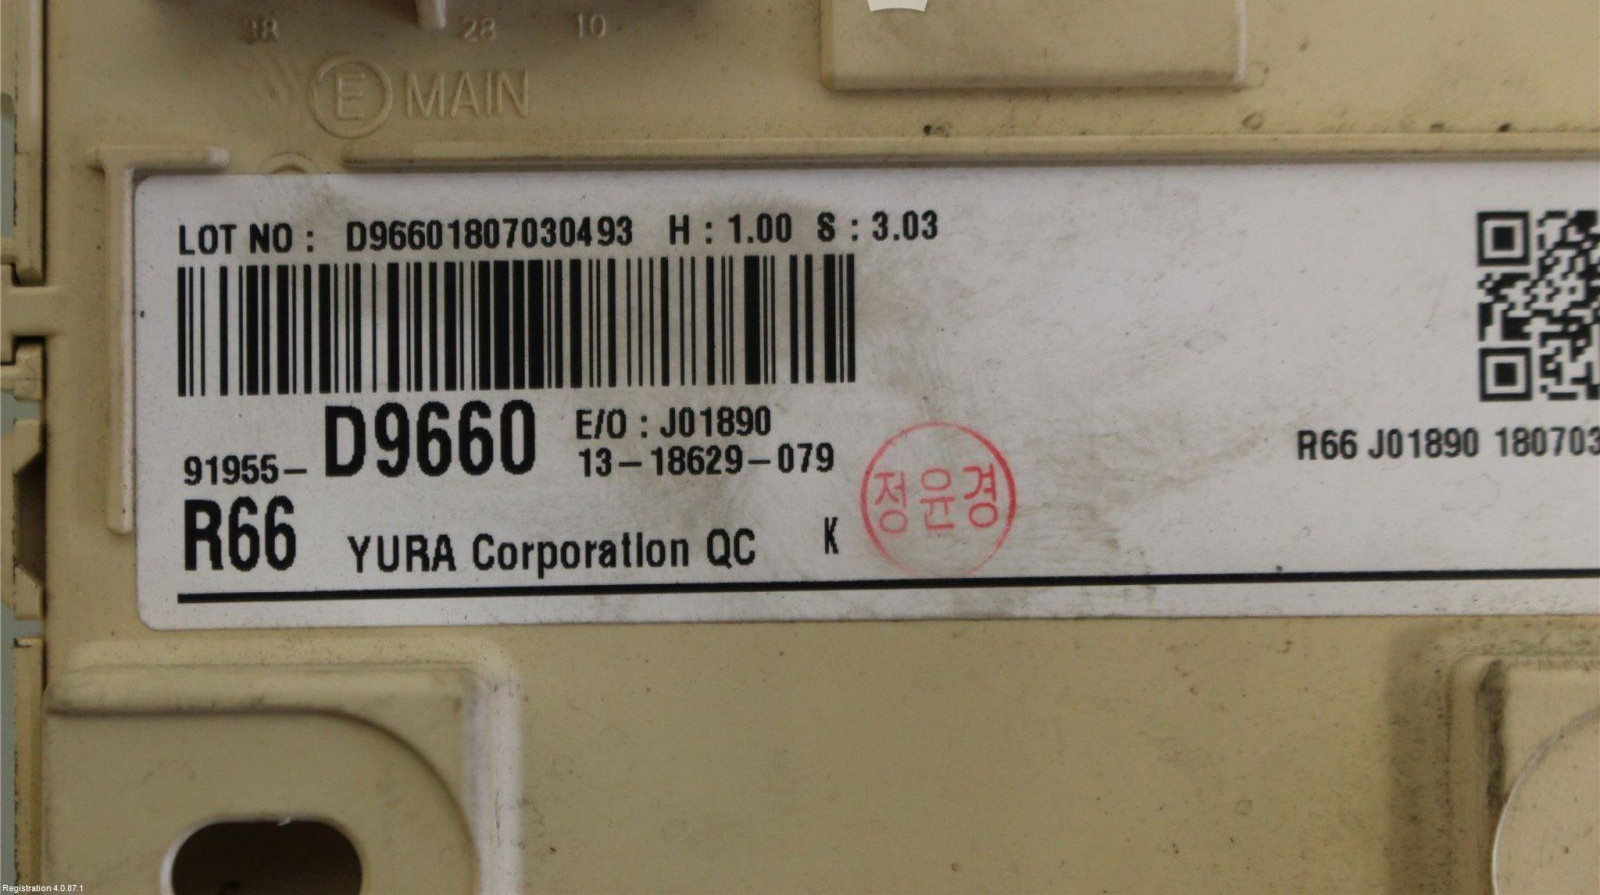 38 28 10
E MAIN
LOT NO : D96601807030493 H : 1.00 S : 3.03
91955- D9660 E/O : J01890
13-18629-079
R66 J01890 180703
R66 YURA Corporation QC K
정윤경
Registration 4.0.87.1